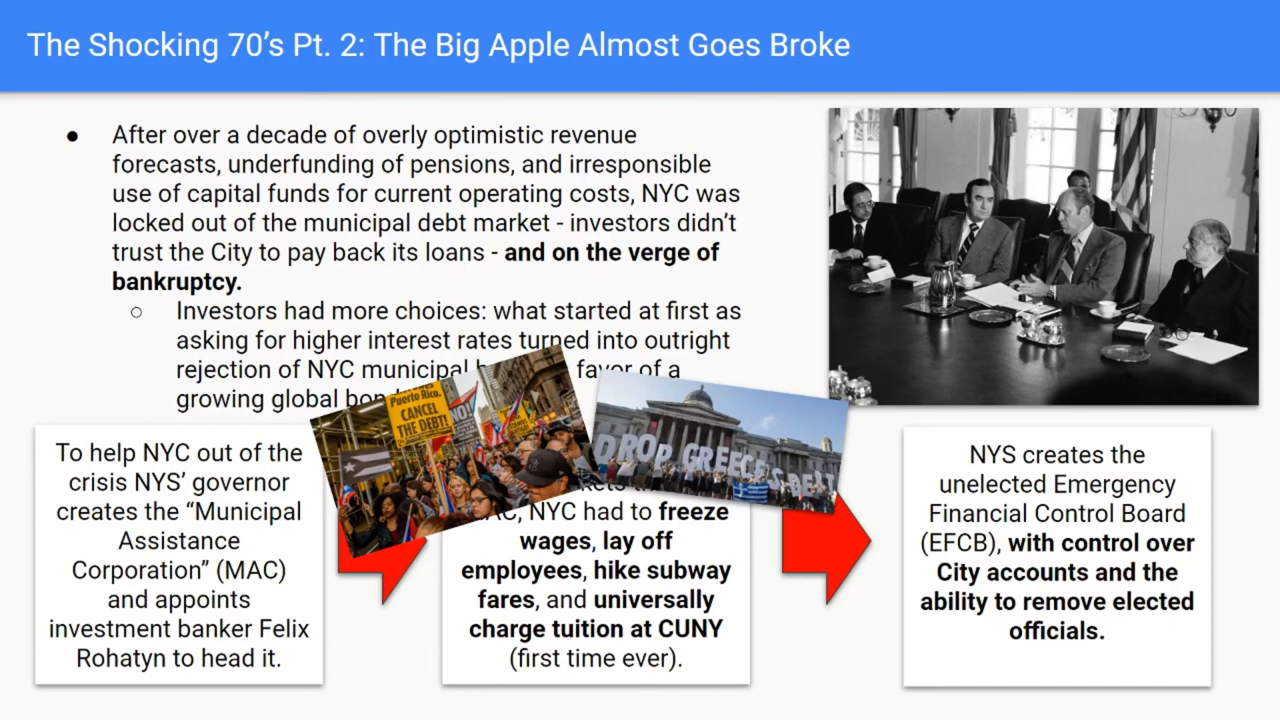 The Shocking 70's Pt. 2: The Big Apple Almost Goes Broke
● After over a decade of overly optimistic revenue
forecasts, underfunding of pensions, and irresponsible
use of capital funds for current operating costs, NYC was
locked out of the municipal debt market - investors didn't
trust the City to pay back its loans - and on the verge of
bankruptcy.
○ Investors had more choices: what started at first as
asking for higher interest rates turned into outright
rejection of NYC municipal favor of a
growing global
Puerto Rico.
CANCEL
THE DEBT!
NO!
DROP GREECE'S DEBT
To help NYC out of the
crisis NYS' governor
creates the “Municipal
Assistance
Corporation” (MAC)
and appoints
investment banker Felix
Rohatyn to head it.
NYC had to freeze
wages, lay off
employees, hike subway
fares, and universally
charge tuition at CUNY
(first time ever).
NYS creates the
unelected Emergency
Financial Control Board
(EFCB), with control over
City accounts and the
ability to remove elected
officials.